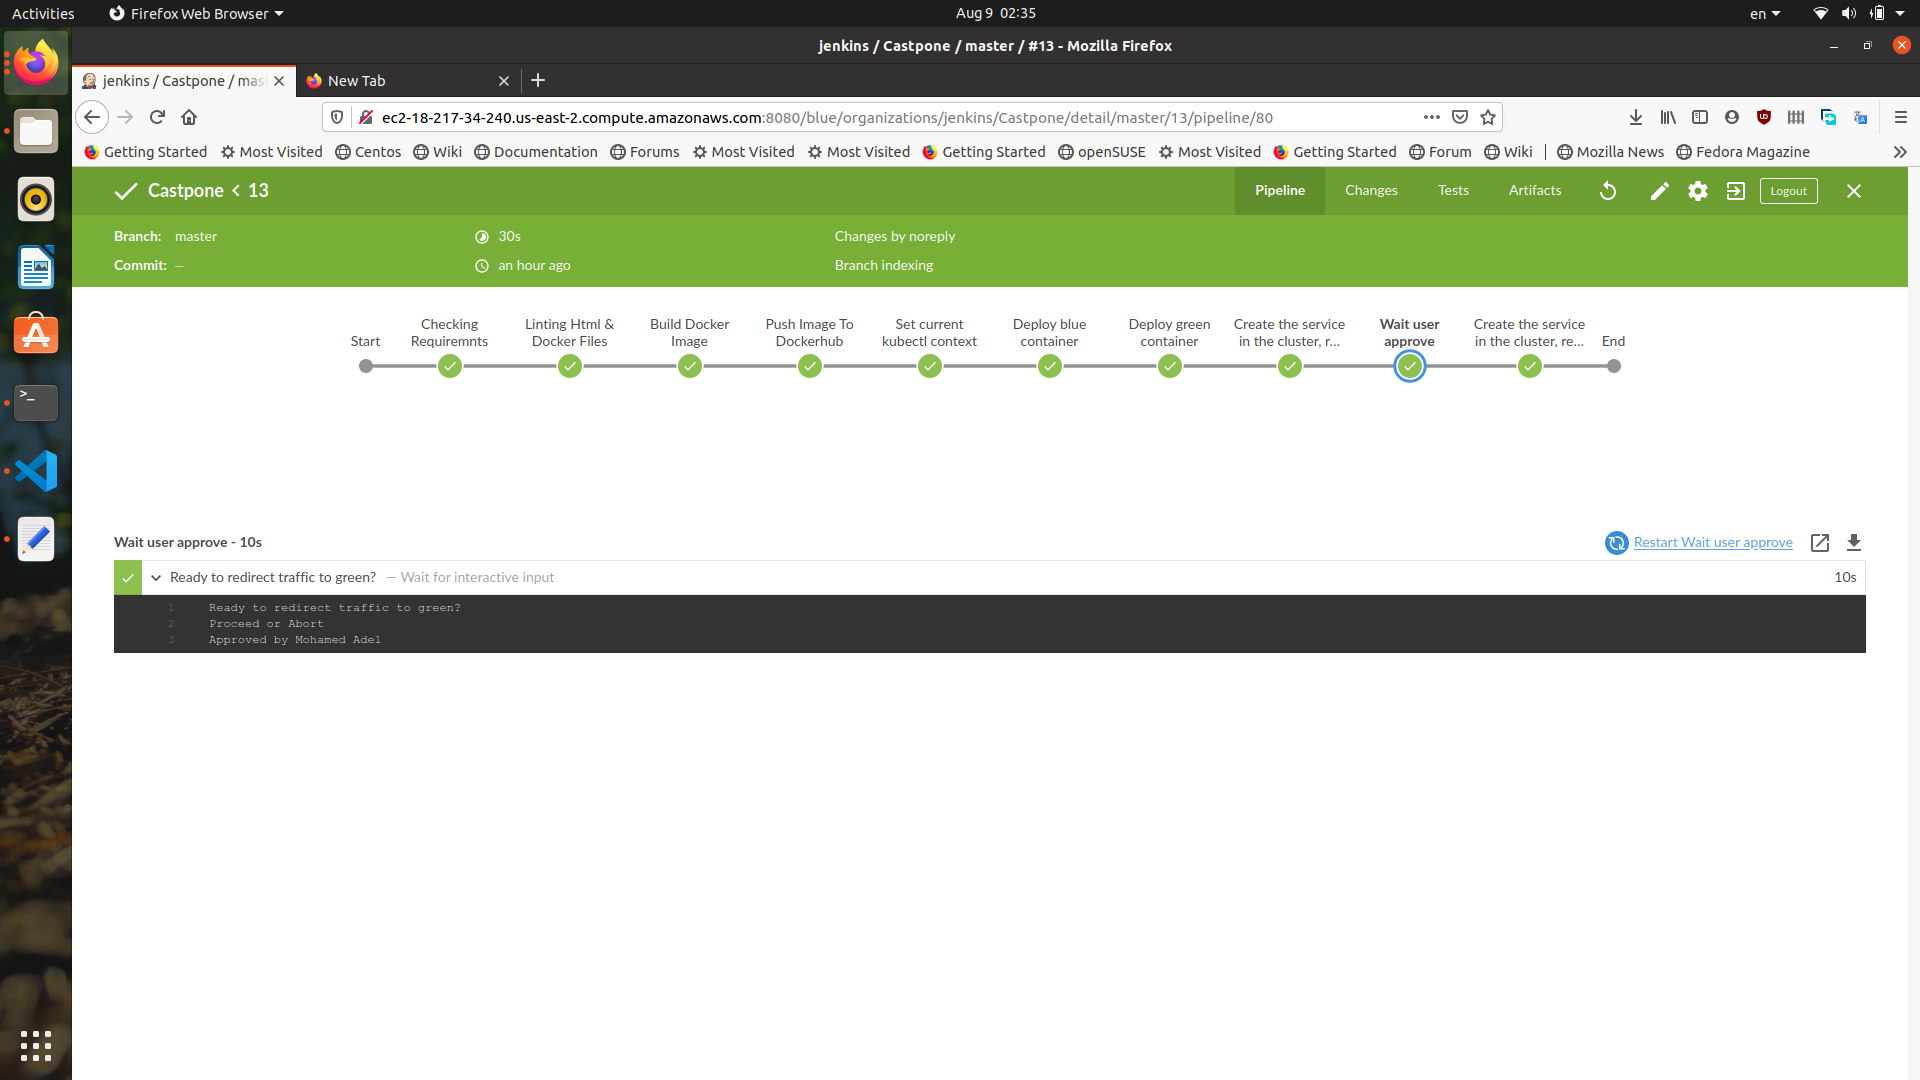 Activities Firefox Web Browser Aug 9 02:35 en
jenkins / Castpone / master / #13 - Mozilla Firefox
jenkins / Castpone / mas New Tab
ec2-18-217-34-240.us-east-2.compute.amazonaws.com:8080/blue/organizations/jenkins/Castpone/detail/master/13/pipeline/80
Getting Started Most Visited Centos Wiki Documentation Forums Most Visited Most Visited Getting Started openSUSE Most Visited Getting Started Forum Wiki Mozilla News Fedora Magazine
Castpone < 13 Pipeline Changes Tests Artifacts Logout
Branch: master 30s Changes by noreply
Commit: — an hour ago Branch indexing
Start
Checking
Requiremnts
Linting Html &
Docker Files
Build Docker
Image
Push Image To
Dockerhub
Set current
kubectl context
Deploy blue
container
Deploy green
container
Create the service
in the cluster, r...
Wait user
approve
Create the service
in the cluster, re...
End
Wait user approve - 10s Restart Wait user approve
Ready to redirect traffic to green? — Wait for interactive input 10s
1 Ready to redirect traffic to green?
2 Proceed or Abort
3 Approved by Mohamed Adel